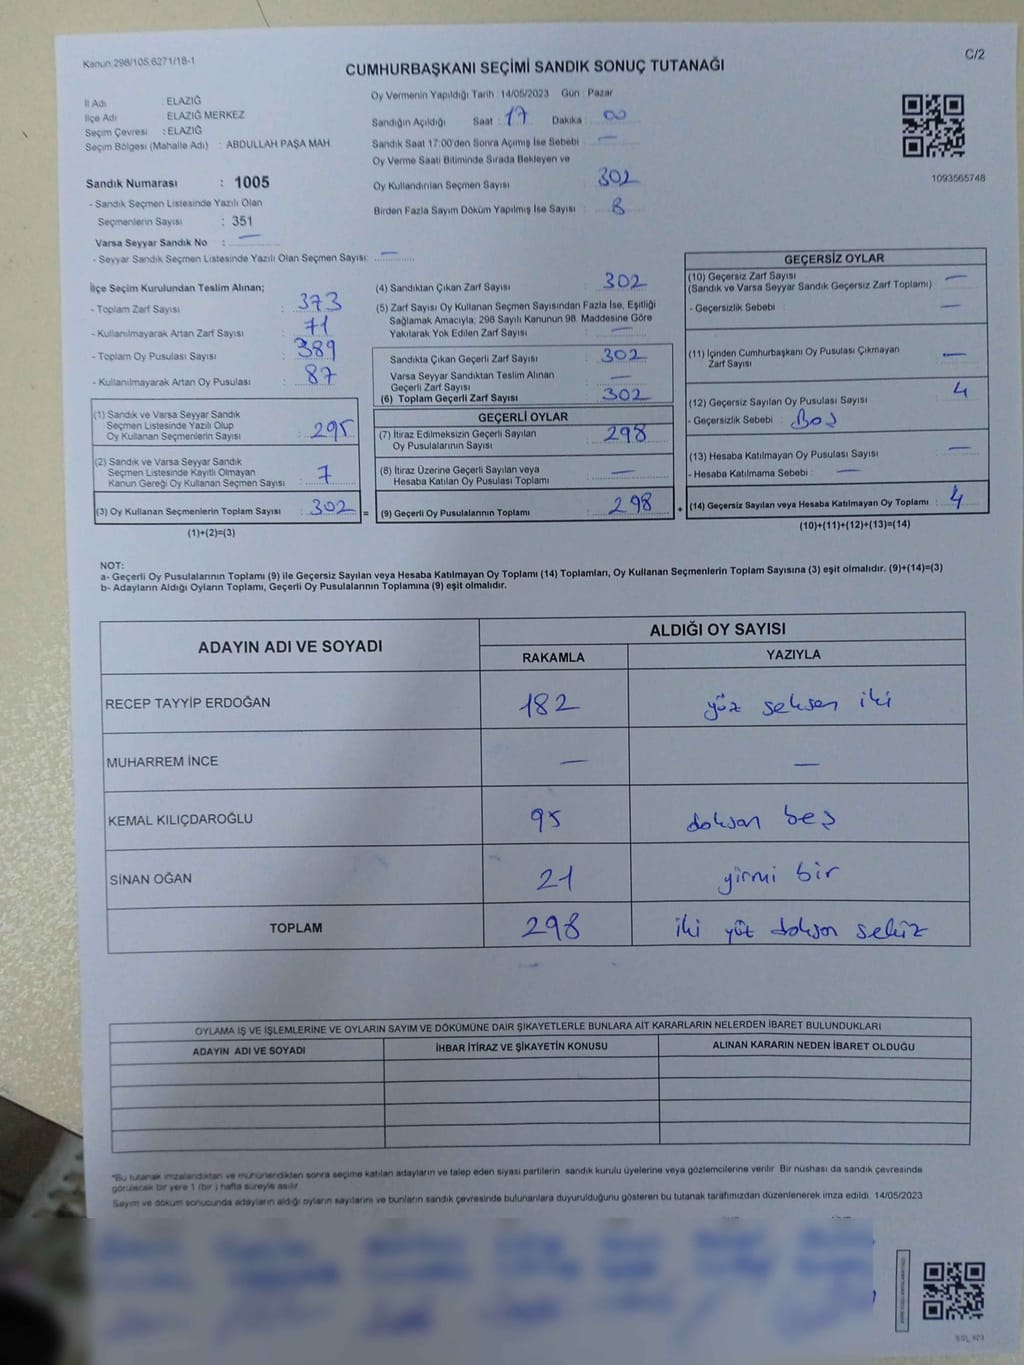 Kanun:298/105;6271/18-1
C/2
CUMHURBAŞKANI SEÇİMİ SANDIK SONUÇ TUTANAĞI
İl Adı : ELAZIĞ
İlçe Adı ELAZIĞ MERKEZ
Seçim Çevresi : ELAZIĞ
Seçim Bölgesi (Mahalle Adı) : ABDULLAH PAŞA MAH.
Sandık Numarası : 1005
- Sandık Seçmen Listesinde Yazılı Olan
Seçmenlerin Sayısı : 351
Varsa Seyyar Sandık No : —
- Seyyar Sandık Seçmen Listesinde Yazılı Olan Seçmen Sayısı: —
Oy Vermenin Yapıldığı Tarih : 14/05/2023 Gün : Pazar
Sandığın Açıldığı Saat : 17 Dakika : 00
Sandık Saat 17:00'den Sonra Açılmış İse Sebebi : —
Oy Verme Saati Bitiminde Sırada Bekleyen ve
Oy Kullandırılan Seçmen Sayısı : 302
Birden Fazla Sayım Döküm Yapılmış İse Sayısı : 8
1093565748
İlçe Seçim Kurulundan Teslim Alınan;
- Toplam Zarf Sayısı : 373
- Kullanılmayarak Artan Zarf Sayısı : 71
- Toplam Oy Pusulası Sayısı : 389
- Kullanılmayarak Artan Oy Pusulası : 87
(1) Sandık ve Varsa Seyyar Sandık
Seçmen Listesinde Yazılı Olup
Oy Kullanan Seçmenlerin Sayısı : 295
(2) Sandık ve Varsa Seyyar Sandık
Seçmen Listesinde Kayıtlı Olmayan
Kanun Gereği Oy Kullanan Seçmen Sayısı : 7
(3) Oy Kullanan Seçmenlerin Toplam Sayısı : 302 =
(1)+(2)=(3)
(4) Sandıktan Çıkan Zarf Sayısı : 302
(5) Zarf Sayısı Oy Kullanan Seçmen Sayısından Fazla İse, Eşitliği
Sağlamak Amacıyla; 298 Sayılı Kanunun 98. Maddesine Göre
Yakılarak Yok Edilen Zarf Sayısı : —
Sandıkta Çıkan Geçerli Zarf Sayısı : 302
Varsa Seyyar Sandıktan Teslim Alınan
Geçerli Zarf Sayısı : —
(6) Toplam Geçerli Zarf Sayısı : 302
GEÇERLİ OYLAR
(7) İtiraz Edilmeksizin Geçerli Sayılan
Oy Pusulalarının Sayısı : 298
(8) İtiraz Üzerine Geçerli Sayılan veya
Hesaba Katılan Oy Pusulası Toplamı : —
(9) Geçerli Oy Pusulalarının Toplamı : 298 +
GEÇERSİZ OYLAR
(10) Geçersiz Zarf Sayısı : —
(Sandık ve Varsa Seyyar Sandık Geçersiz Zarf Toplamı)
- Geçersizlik Sebebi : —
(11) İçinden Cumhurbaşkanı Oy Pusulası Çıkmayan
Zarf Sayısı : —
(12) Geçersiz Sayılan Oy Pusulası Sayısı : 4
- Geçersizlik Sebebi : Boş
(13) Hesaba Katılmayan Oy Pusulası Sayısı : —
- Hesaba Katılmama Sebebi : —
(14) Geçersiz Sayılan veya Hesaba Katılmayan Oy Toplamı : 4
(10)+(11)+(12)+(13)=(14)
NOT:
a- Geçerli Oy Pusulalarının Toplamı (9) ile Geçersiz Sayılan veya Hesaba Katılmayan Oy Toplamı (14) Toplamları, Oy Kullanan Seçmenlerin Toplam Sayısına (3) eşit olmalıdır. (9)+(14)=(3)
b- Adayların Aldığı Oyların Toplamı, Geçerli Oy Pusulalarının Toplamına (9) eşit olmalıdır.
ADAYIN ADI VE SOYADI
ALDIĞI OY SAYISI
RAKAMLA YAZIYLA
RECEP TAYYİP ERDOĞAN 182 yüz seksen iki
MUHARREM İNCE — —
KEMAL KILIÇDAROĞLU 95 doksan beş
SİNAN OĞAN 21 yirmi bir
TOPLAM 298 iki yüz doksan sekiz
OYLAMA İŞ VE İŞLEMLERİNE VE OYLARIN SAYIM VE DÖKÜMÜNE DAİR ŞİKAYETLERLE BUNLARA AİT KARARLARIN NELERDEN İBARET BULUNDUKLARI
ADAYIN ADI VE SOYADI İHBAR İTİRAZ VE ŞİKAYETİN KONUSU ALINAN KARARIN NEDEN İBARET OLDUĞU
*Bu tutanak imzalandıktan ve mühürlendikten sonra seçime katılan adayların ve talep eden siyasi partilerin sandık kurulu üyelerine veya gözlemcilerine verilir. Bir nüshası da sandık çevresinde
görülecek bir yere 1 (bir ) hafta süreyle asılır.
Sayım ve döküm sonucunda adayların aldığı oyların sayılarını ve bunların sandık çevresinde bulunanlara duyurulduğunu gösteren bu tutanak tarafımızdan düzenlenerek imza edildi. 14/05/2023